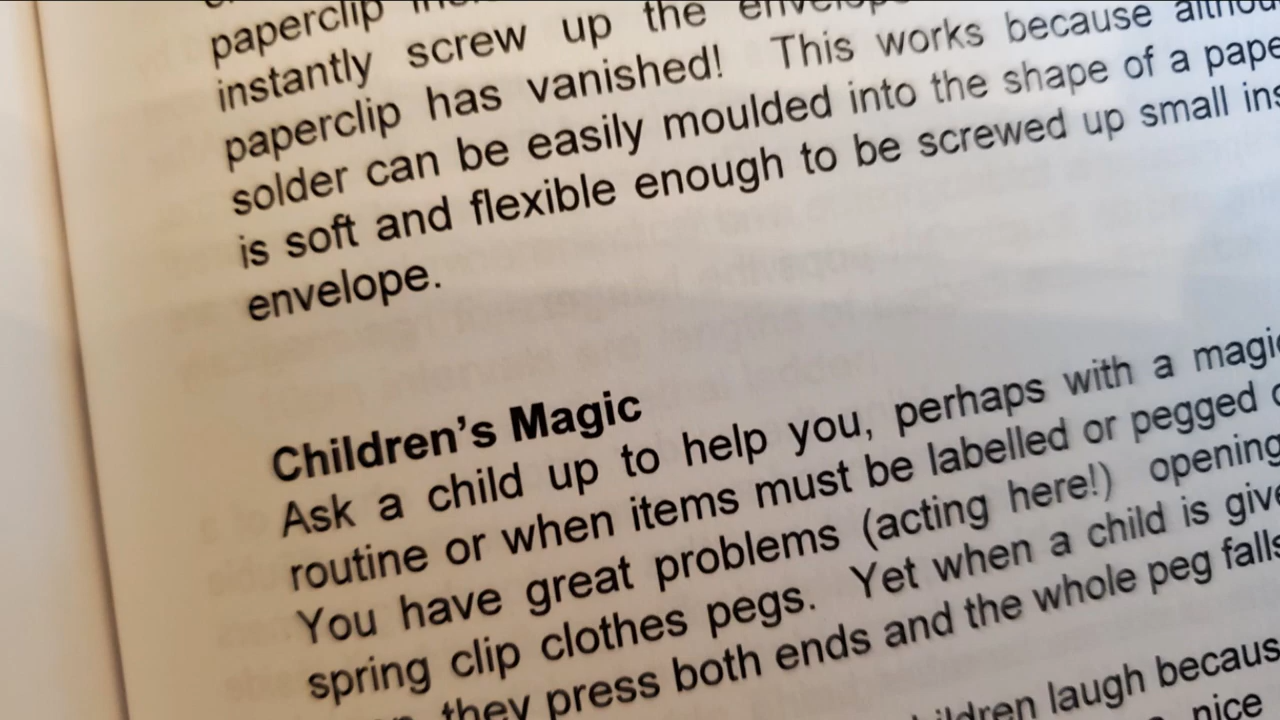 paperclip
instantly screw up the
paperclip has vanished! This works because
solder can be easily moulded into the shape of a
is soft and flexible enough to be screwed up small
envelope.
Children's Magic
Ask a child up to help you, perhaps with a
routine or when items must be labelled or pegged
You have great problems (acting here!) opening
spring clip clothes pegs. Yet when a child is
they press both ends and the whole peg falls
laugh
nice